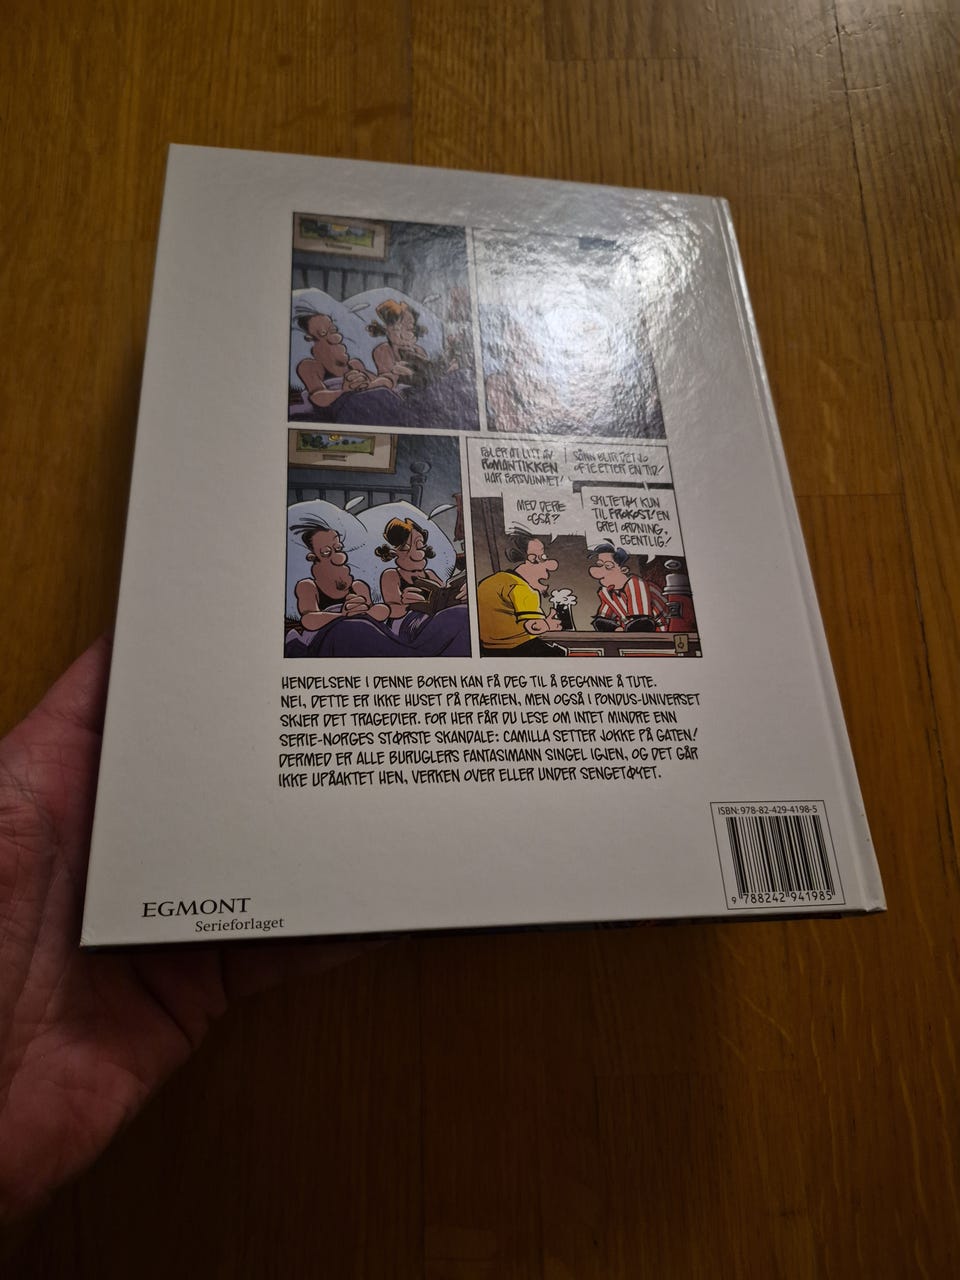 FØLER AT LITT AV
ROMANTIKKEN
HAR FORSVUNNET!
SÅNN BLIR DET JO
OFTE ETTER EN TID!
MED DERE
OGSÅ?
SKILTE
KUN
TIL FROKOST! EN
GREI ORDNING,
EGENTLIG!
HENDELSENE I DENNE BOKEN KAN FÅ DEG TIL Å BEGYNNE Å TUTE.
NEI, DETTE ER IKKE HUSET PÅ PRÆRIEN, MEN OGSÅ I PONDUS-UNIVERSET
SKJER DET TRAGEDIER. FOR HER FÅR DU LESE OM INTET MINDRE ENN
SERIE-NORGES STØRSTE SKANDALE: CAMILLA SETTER JOKKE PÅ GATEN!
DERMED ER ALLE BURUGLERS FANTASIMANN SINGEL IGJEN, OG DET GÅR
IKKE UPÅAKTET HEN, VERKEN OVER ELLER UNDER SENGETØYET.
ISBN: 978-82-429-4198-5
9 788242 941985
EGMONT
Serieforlaget